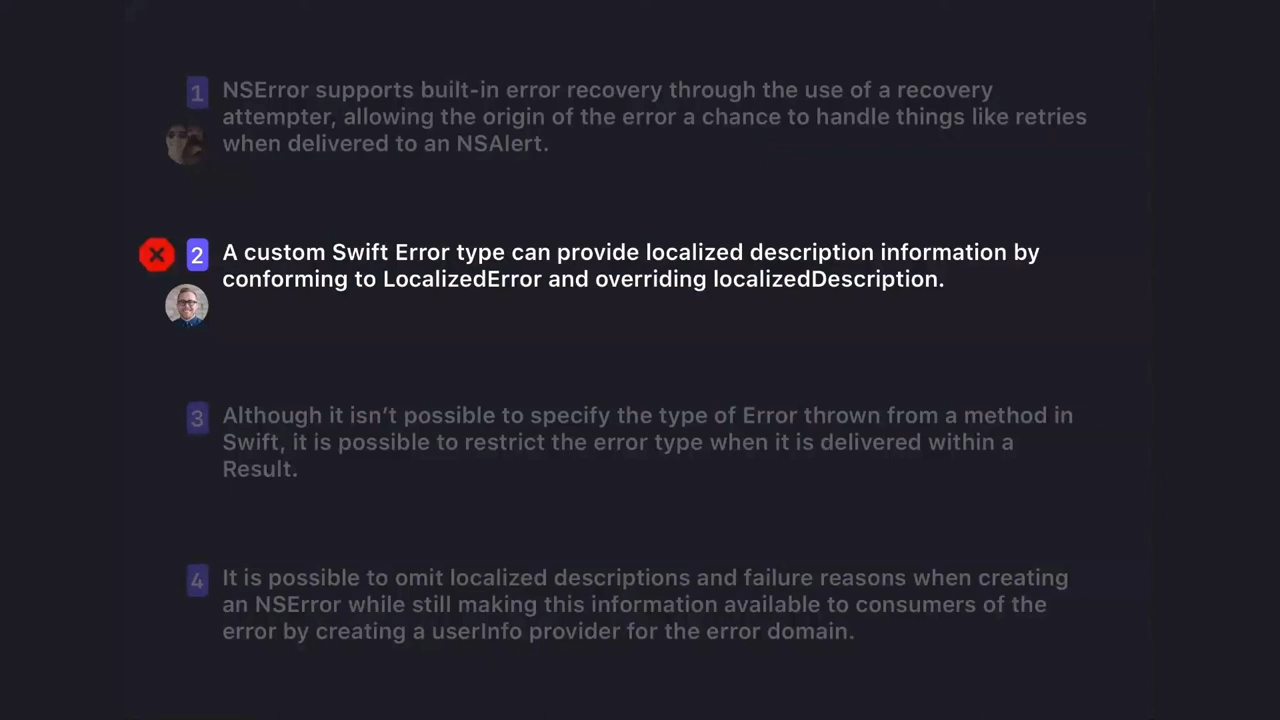 1 NSError supports built-in error recovery through the use of a recovery
attempter, allowing the origin of the error a chance to handle things like retries
when delivered to an NSAlert.
2 A custom Swift Error type can provide localized description information by
conforming to LocalizedError and overriding localizedDescription.
3 Although it isn’t possible to specify the type of Error thrown from a method in
Swift, it is possible to restrict the error type when it is delivered within a
Result.
4 It is possible to omit localized descriptions and failure reasons when creating
an NSError while still making this information available to consumers of the
error by creating a userInfo provider for the error domain.